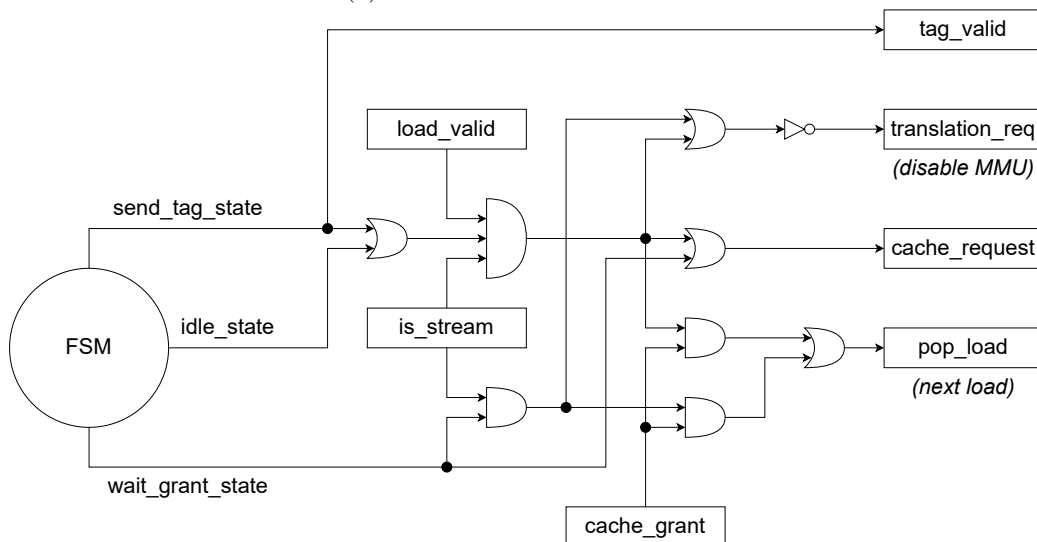 tag_valid
load_valid
translation_req
(disable MMU)
send_tag_state
cache_request
idle_state
is_stream
FSM
pop_load
(next load)
wait_grant_state
cache_grant